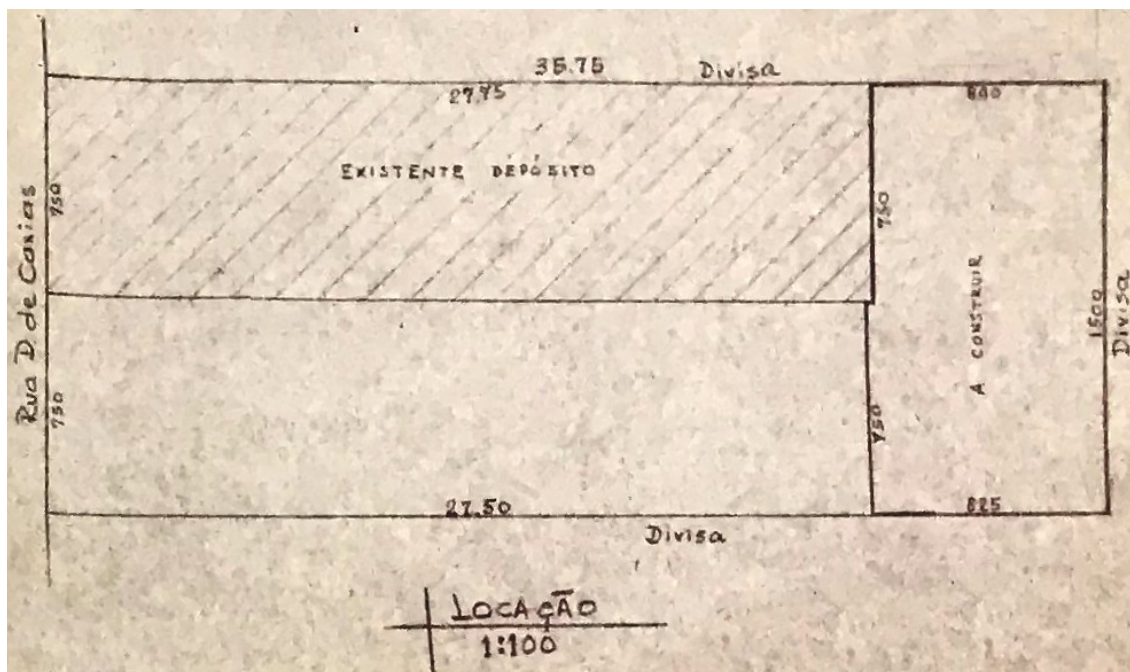 35.75 Divisa
27.75
800
EXISTENTE DEPÓSITO
750
750
Rua D de Caxias
A CONSTRUIR
1500
Divisa
750
750
27.50
825
Divisa
LOCAÇÃO
1:100